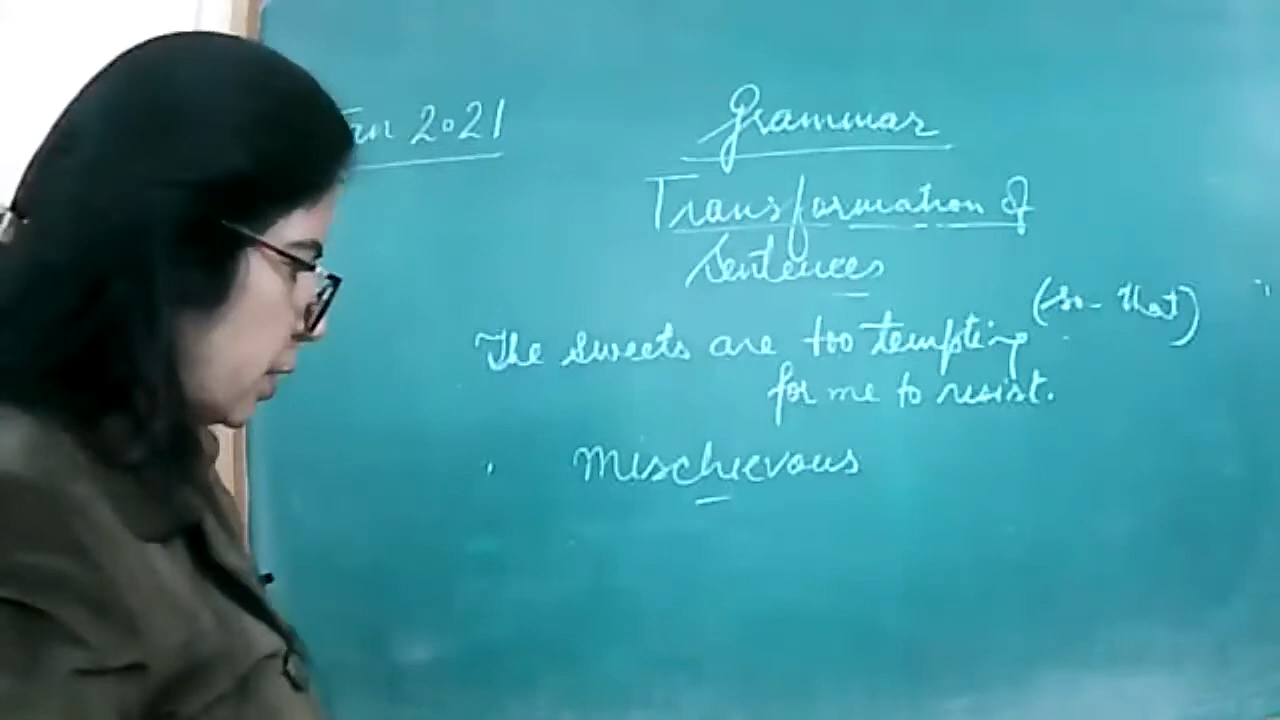 Jan 2021
Grammar
Transformation of
Sentences
The sweets are too tempting (so - that)
for me to resist.
Mischievous